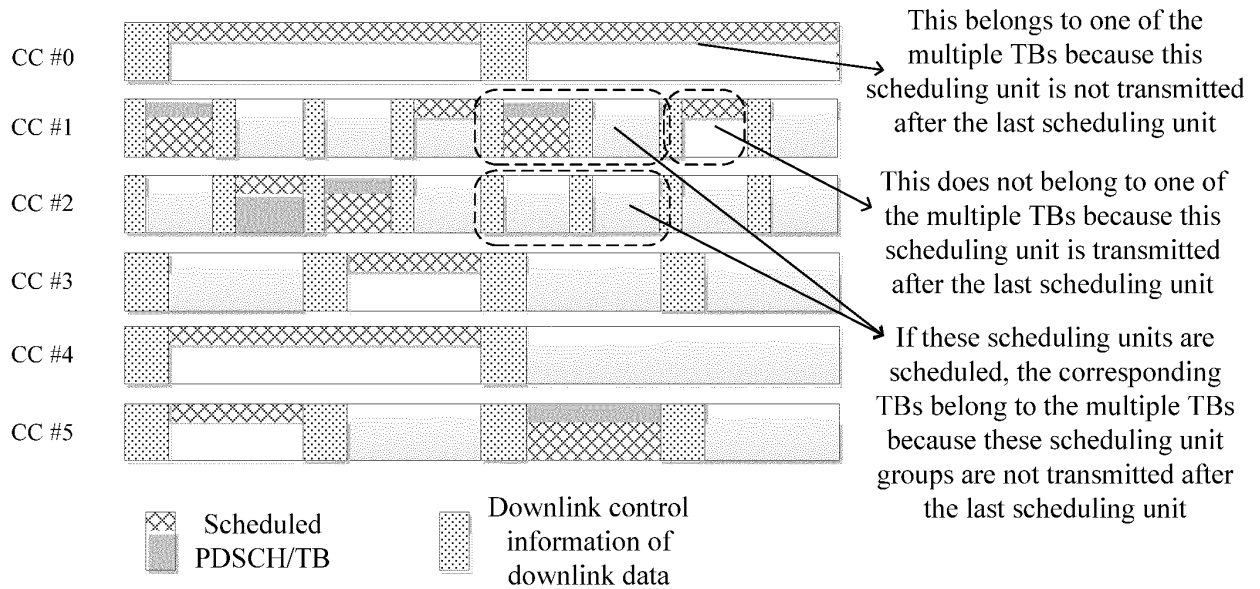 CC #0
CC #1
CC #2
CC #3
CC #4
CC #5
This belongs to one of the
multiple TBs because this
scheduling unit is not transmitted
after the last scheduling unit
This does not belong to one of
the multiple TBs because this
scheduling unit is transmitted
after the last scheduling unit
If these scheduling units are
scheduled, the corresponding
TBs belong to the multiple TBs
because these scheduling unit
groups are not transmitted after
the last scheduling unit
Scheduled
PDSCH/TB
Downlink control
information of
downlink data